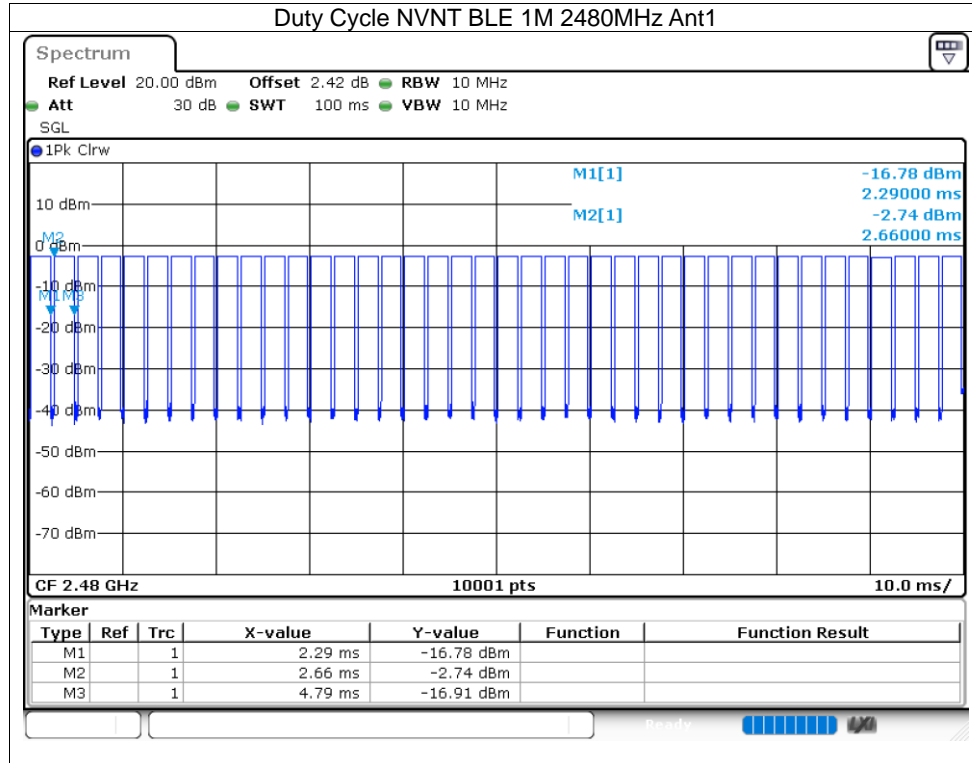 Duty Cycle NVNT BLE 1M 2480MHz Ant1
Spectrum
Ref Level 20.00 dBm Offset 2.42 dB RBW 10 MHz
Att 30 dB SWT 100 ms VBW 10 MHz
SGL
1Pk Clrw
M1[1] -16.78 dBm
2.29000 ms
10 dBm
M2[1] -2.74 dBm
2.66000 ms
M2
0 dBm
-10 dBm
M1 M3
-20 dBm
-30 dBm
-40 dBm
-50 dBm
-60 dBm
-70 dBm
CF 2.48 GHz 10001 pts 10.0 ms/
Marker
Type Ref Trc X-value Y-value Function Function Result
M1 1 2.29 ms -16.78 dBm
M2 1 2.66 ms -2.74 dBm
M3 1 4.79 ms -16.91 dBm
Ready LXI